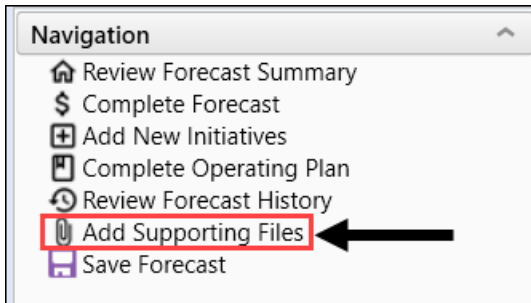 Navigation
Review Forecast Summary
Complete Forecast
Add New Initiatives
Complete Operating Plan
Review Forecast History
Add Supporting Files
Save Forecast